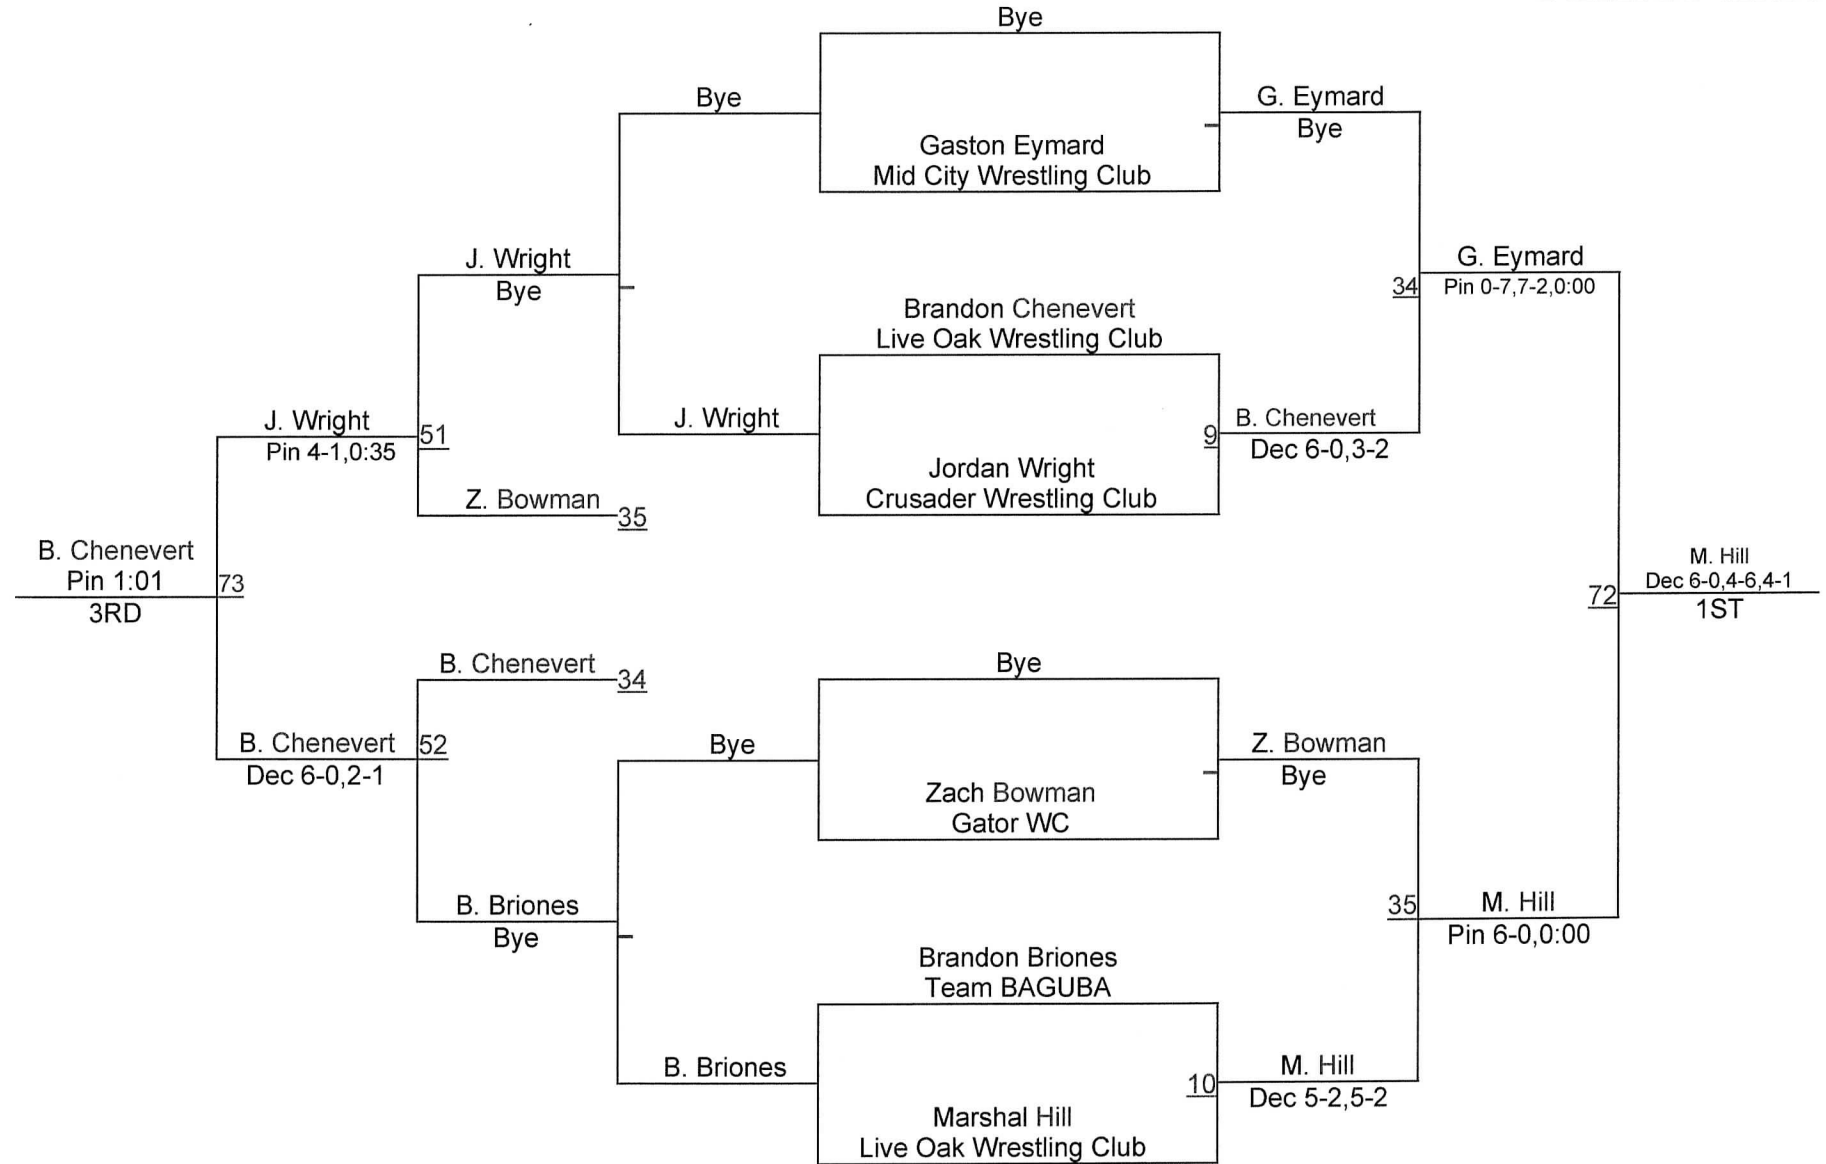 Bye
Bye
G. Eymard
Bye
Gaston Eymard
Mid City Wrestling Club
J. Wright
Bye
G. Eymard
34
Pin 0-7,7-2,0:00
Brandon Chenevert
Live Oak Wrestling Club
J. Wright
51
Pin 4-1,0:35
J. Wright
9
B. Chenevert
Dec 6-0,3-2
Jordan Wright
Crusader Wrestling Club
Z. Bowman
35
B. Chenevert
Pin 1:01
73
3RD
M. Hill
Dec 6-0,4-6,4-1
72
1ST
B. Chenevert
34
Bye
B. Chenevert
52
Dec 6-0,2-1
Bye
Z. Bowman
Bye
Zach Bowman
Gator WC
B. Briones
Bye
35
M. Hill
Pin 6-0,0:00
Brandon Briones
Team BAGUBA
B. Briones
10
M. Hill
Dec 5-2,5-2
Marshal Hill
Live Oak Wrestling Club